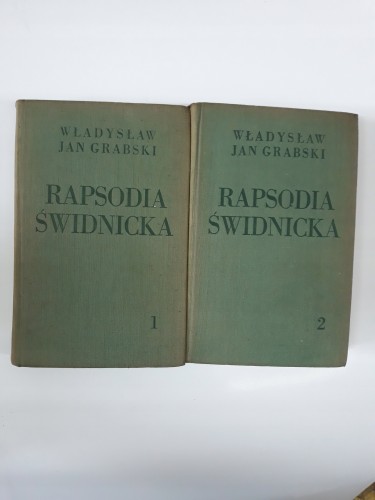 WŁADYSŁAW
JAN GRABSKI
RAPSODIA
ŚWIDNICKA
1
WŁADYSŁAW
JAN GRABSKI
RAPSODIA
ŚWIDNICKA
2